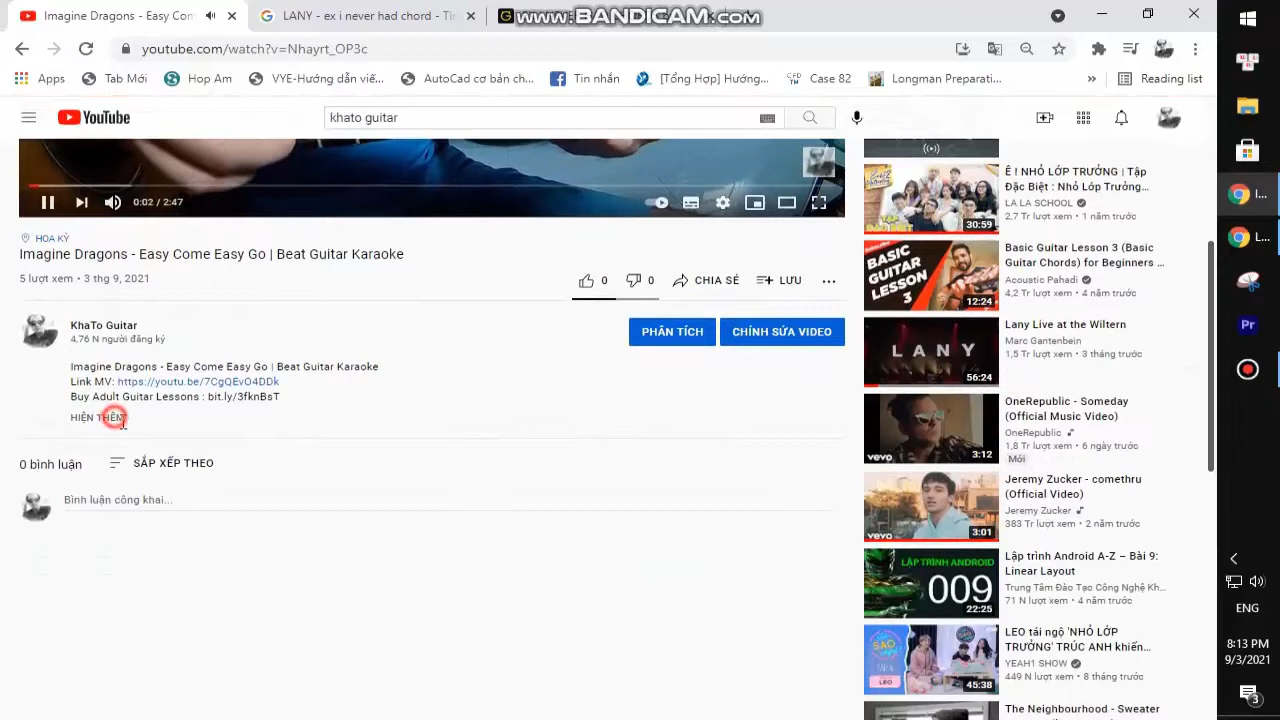 Imagine Dragons - Easy Com
LANY - ex i never had chord - T
www.BANDICAM.com
youtube.com/watch?v=Nhayrt_OP3c
Apps
Tab Mới
Hop Am
VYE-Hướng dẫn viế...
AutoCad cơ bản ch...
Tin nhắn
[Tổng Hợp] Hướng...
Case 82
Longman Preparati...
»
Reading list
YouTube
khato guitar
0:02 / 2:47
HOA KỲ
Imagine Dragons - Easy Come Easy Go | Beat Guitar Karaoke
5 lượt xem • 3 thg 9, 2021
0
0
CHIA SẺ
LƯU
KhaTo Guitar
4,76 N người đăng ký
PHÂN TÍCH
CHỈNH SỬA VIDEO
Imagine Dragons - Easy Come Easy Go | Beat Guitar Karaoke
Link MV: https://youtu.be/7CgQEvO4DDk
Buy Adult Guitar Lessons : bit.ly/3fknBsT
HIỆN THÊM
0 bình luận
SẮP XẾP THEO
Bình luận công khai...
30:59
Ê ! NHỎ LỚP TRƯỞNG | Tập
Đặc Biệt : Nhỏ Lớp Trưởng...
LA LA SCHOOL
2,7 Tr lượt xem • 1 năm trước
BASIC
GUITAR
LESSON
3
12:24
Basic Guitar Lesson 3 (Basic
Guitar Chords) for Beginners ...
Acoustic Pahadi
4,2 Tr lượt xem • 4 năm trước
LANY
56:24
Lany Live at the Wiltern
Marc Gantenbein
1,5 Tr lượt xem • 3 tháng trước
vevo
3:12
OneRepublic - Someday
(Official Music Video)
OneRepublic
1,8 Tr lượt xem • 6 ngày trước
Mới
vevo
3:01
Jeremy Zucker - comethru
(Official Video)
Jeremy Zucker
383 Tr lượt xem • 2 năm trước
LẬP TRÌNH ANDROID
009
22:25
Lập trình Android A-Z – Bài 9:
Linear Layout
Trung Tâm Đào Tạo Công Nghệ Kh...
71 N lượt xem • 4 năm trước
LEO
45:38
LEO tái ngộ 'NHỎ LỚP
TRƯỞNG' TRÚC ANH khiến...
YEAH1 SHOW
449 N lượt xem • 8 tháng trước
The Neighbourhood - Sweater
I...
L...
Pr
ENG
8:13 PM
9/3/2021
3